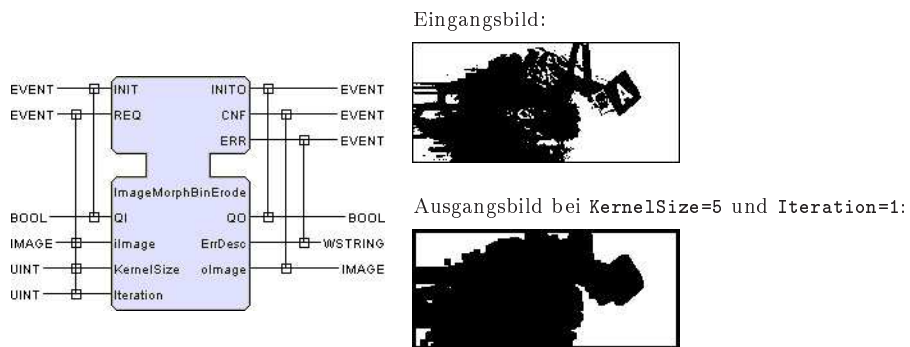 Eingangsbild:
EVENT INIT INITO EVENT
EVENT REQ CNF EVENT
ERR EVENT
ImageMorphBinErode
BOOL QI QO BOOL
IMAGE iImage ErrDesc WSTRING
UINT KernelSize oImage IMAGE
UINT Iteration
Ausgangsbild bei KernelSize=5 und Iteration=1: